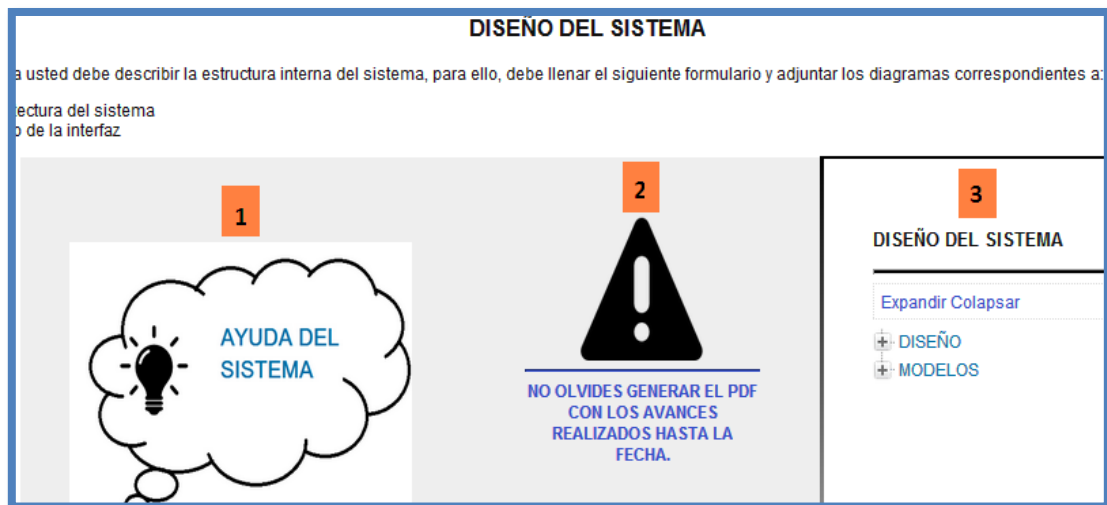 DISEÑO DEL SISTEMA
a usted debe describir la estructura interna del sistema, para ello, debe llenar el siguiente formulario y adjuntar los diagramas correspondientes a:
tectura del sistema
o de la interfaz
1
2
3
AYUDA DEL
SISTEMA
NO OLVIDES GENERAR EL PDF
CON LOS AVANCES
REALIZADOS HASTA LA
FECHA.
DISEÑO DEL SISTEMA
Expandir Colapsar
DISEÑO
MODELOS